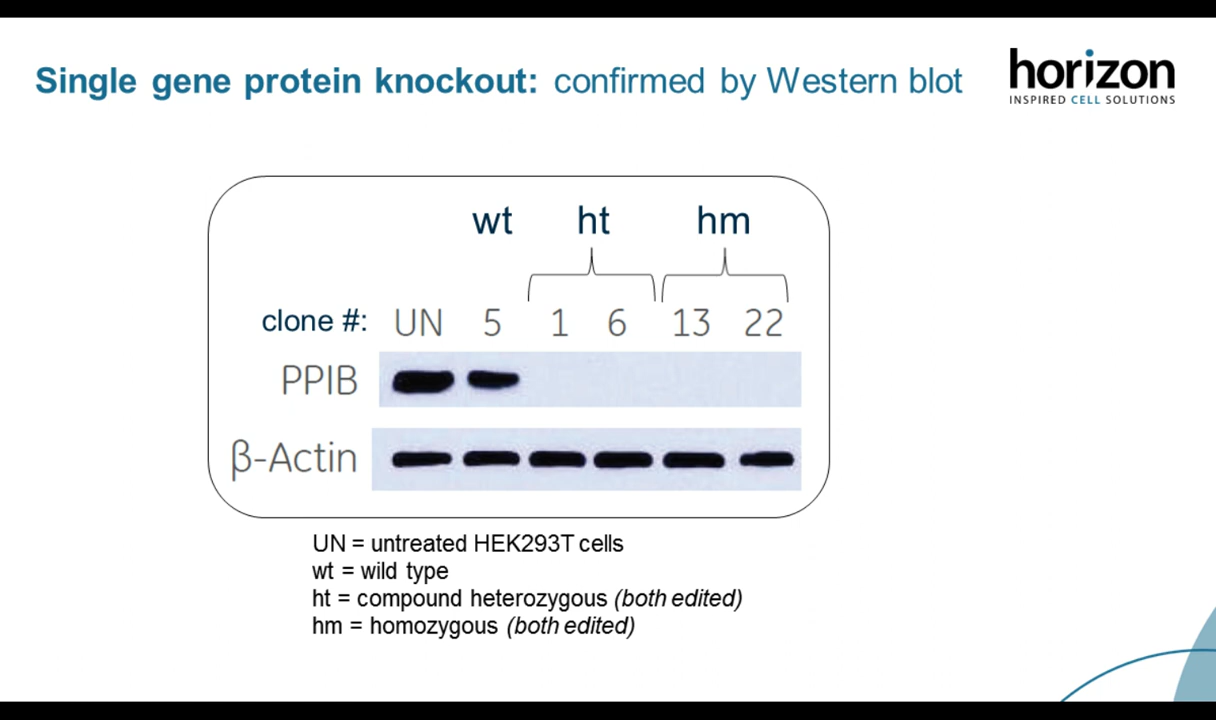 Single gene protein knockout: confirmed by Western blot
horizon
INSPIRED CELL SOLUTIONS
wt ht hm
clone #: UN 5 1 6 13 22
PPIB
β-Actin
UN = untreated HEK293T cells
wt = wild type
ht = compound heterozygous (both edited)
hm = homozygous (both edited)